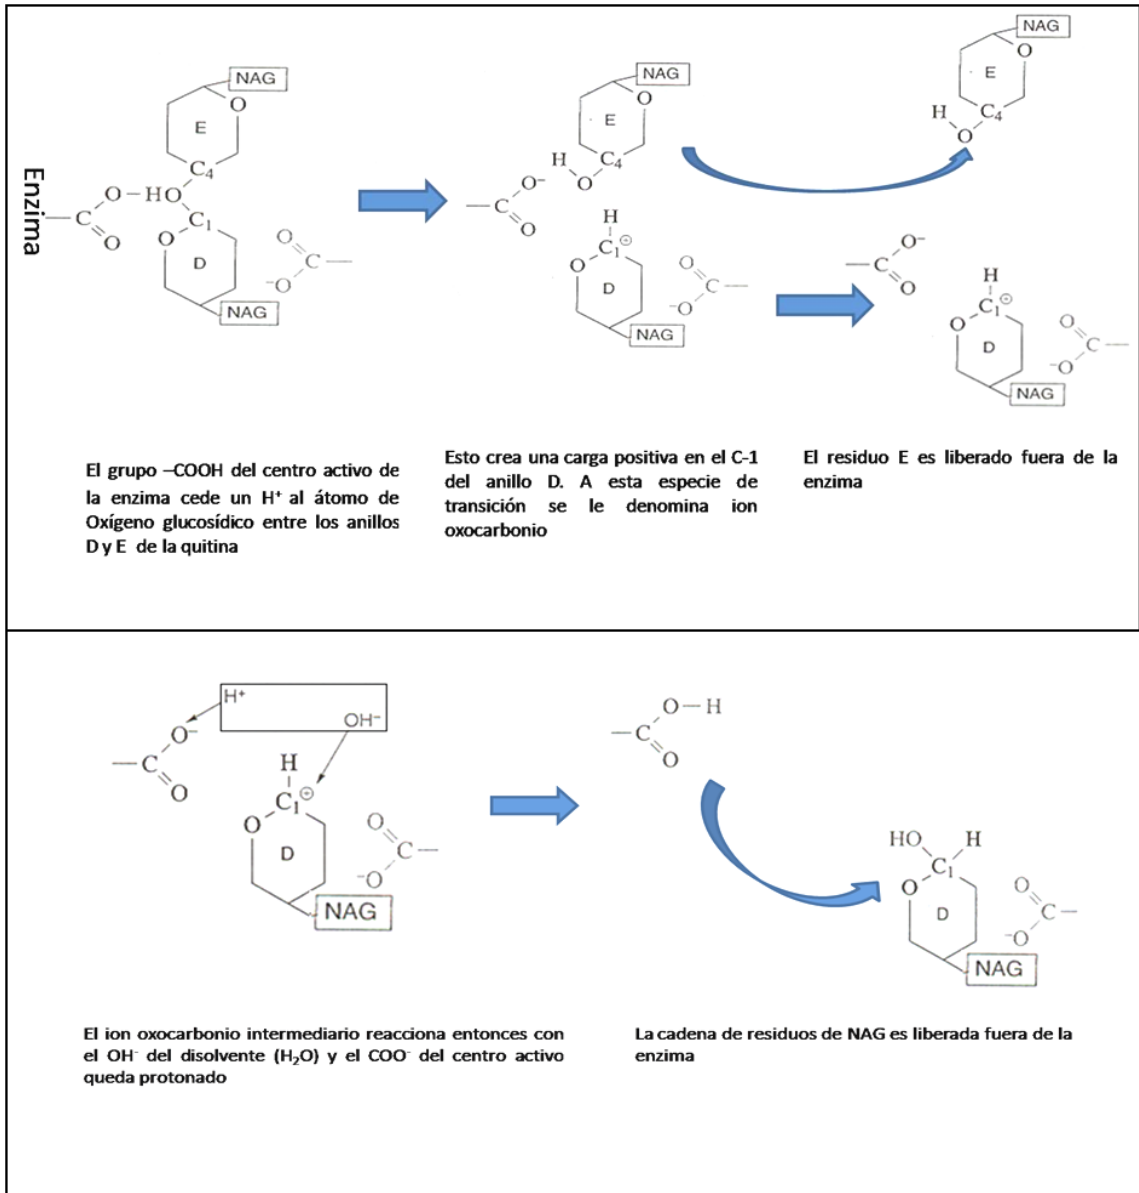 NAG
O
E
C4
Enzima
O–HO
C
O
C1
O
D
O
C
⁻O
NAG
NAG
O
E
H
C4
O
O⁻
C
O
H
C1⊕
O
D
O
C
⁻O
NAG
NAG
O
E
H
C4
O
O⁻
C
O
H
C1⊕
O
D
O
C
⁻O
NAG
El grupo –COOH del centro activo de
la enzima cede un H⁺ al átomo de
Oxígeno glucosídico entre los anillos
D y E de la quitina
Esto crea una carga positiva en el C-1
del anillo D. A esta especie de
transición se le denomina ion
oxocarbonio
El residuo E es liberado fuera de la
enzima
H⁺
OH⁻
O⁻
C
O
H
C1⊕
O
D
O
C
⁻O
NAG
O–H
C
O
HO
H
C1
O
D
O
C
⁻O
NAG
El ion oxocarbonio intermediario reacciona entonces con
el OH⁻ del disolvente (H₂O) y el COO⁻ del centro activo
queda protonado
La cadena de residuos de NAG es liberada fuera de la
enzima